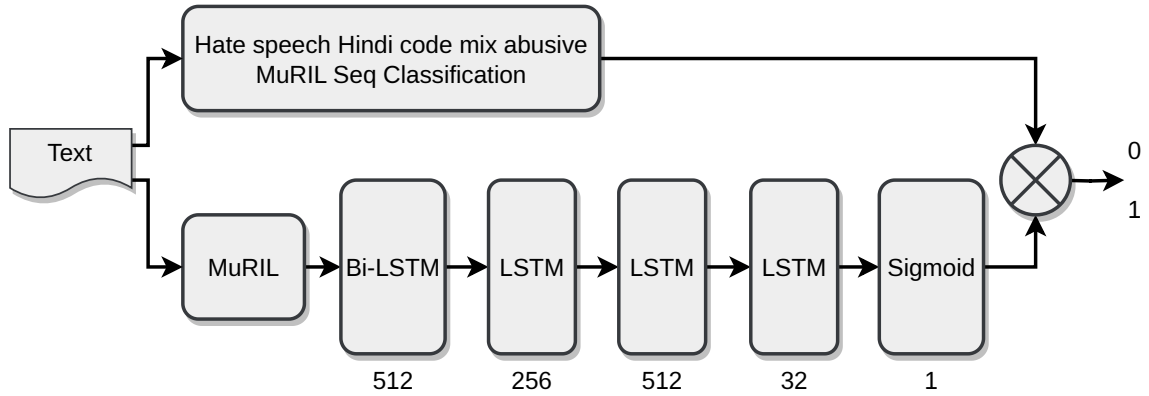 Hate speech Hindi code mix abusive
MuRIL Seq Classification
Text
0
1
MuRIL
Bi-LSTM
LSTM
LSTM
LSTM
Sigmoid
512
256
512
32
1